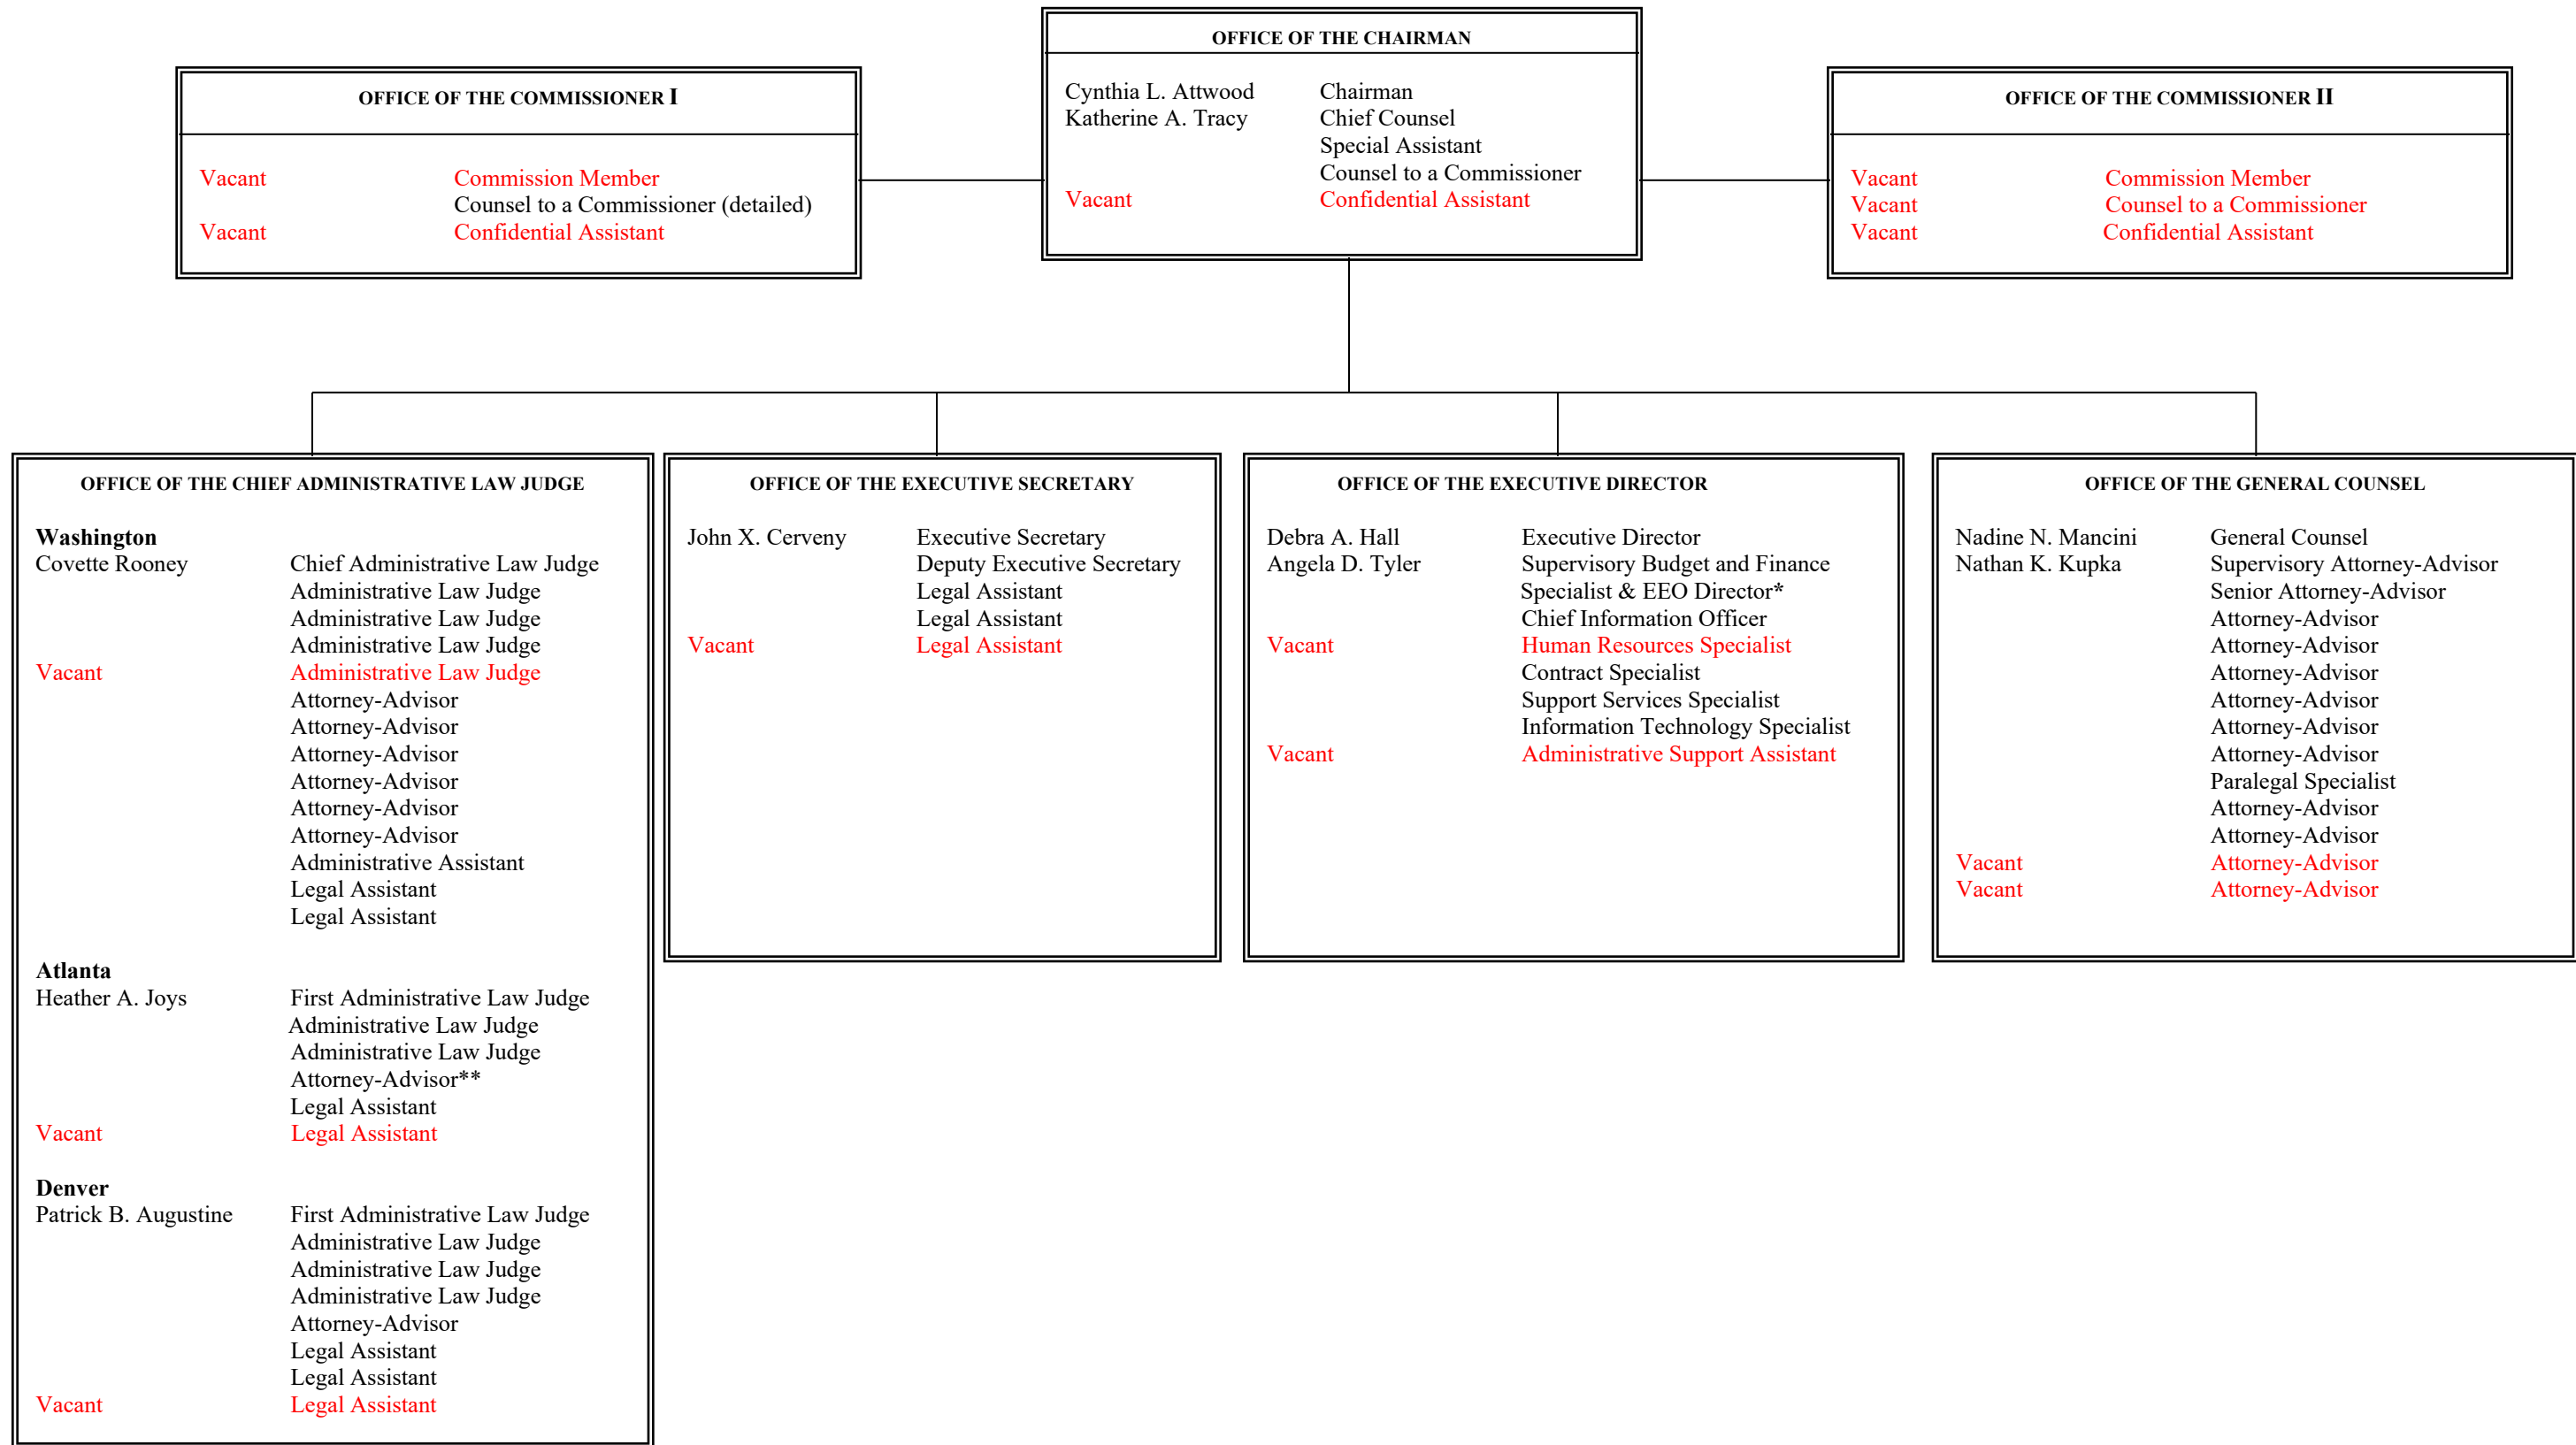 OFFICE OF THE CHAIRMAN
Cynthia L. Attwood Chairman
Katherine A. Tracy Chief Counsel
Special Assistant
Counsel to a Commissioner
Vacant Confidential Assistant
OFFICE OF THE COMMISSIONER I
Vacant Commission Member
Counsel to a Commissioner (detailed)
Vacant Confidential Assistant
OFFICE OF THE COMMISSIONER II
Vacant Commission Member
Vacant Counsel to a Commissioner
Vacant Confidential Assistant
OFFICE OF THE CHIEF ADMINISTRATIVE LAW JUDGE
Washington
Covette Rooney Chief Administrative Law Judge
Administrative Law Judge
Administrative Law Judge
Administrative Law Judge
Vacant Administrative Law Judge
Attorney-Advisor
Attorney-Advisor
Attorney-Advisor
Attorney-Advisor
Attorney-Advisor
Attorney-Advisor
Administrative Assistant
Legal Assistant
Legal Assistant
Atlanta
Heather A. Joys First Administrative Law Judge
Administrative Law Judge
Administrative Law Judge
Attorney-Advisor**
Legal Assistant
Vacant Legal Assistant
Denver
Patrick B. Augustine First Administrative Law Judge
Administrative Law Judge
Administrative Law Judge
Administrative Law Judge
Attorney-Advisor
Legal Assistant
Legal Assistant
Vacant Legal Assistant
OFFICE OF THE EXECUTIVE SECRETARY
John X. Cerveny Executive Secretary
Deputy Executive Secretary
Legal Assistant
Legal Assistant
Vacant Legal Assistant
OFFICE OF THE EXECUTIVE DIRECTOR
Debra A. Hall Executive Director
Angela D. Tyler Supervisory Budget and Finance
Specialist & EEO Director*
Chief Information Officer
Vacant Human Resources Specialist
Contract Specialist
Support Services Specialist
Information Technology Specialist
Vacant Administrative Support Assistant
OFFICE OF THE GENERAL COUNSEL
Nadine N. Mancini General Counsel
Nathan K. Kupka Supervisory Attorney-Advisor
Senior Attorney-Advisor
Attorney-Advisor
Attorney-Advisor
Attorney-Advisor
Attorney-Advisor
Attorney-Advisor
Attorney-Advisor
Paralegal Specialist
Attorney-Advisor
Attorney-Advisor
Vacant Attorney-Advisor
Vacant Attorney-Advisor